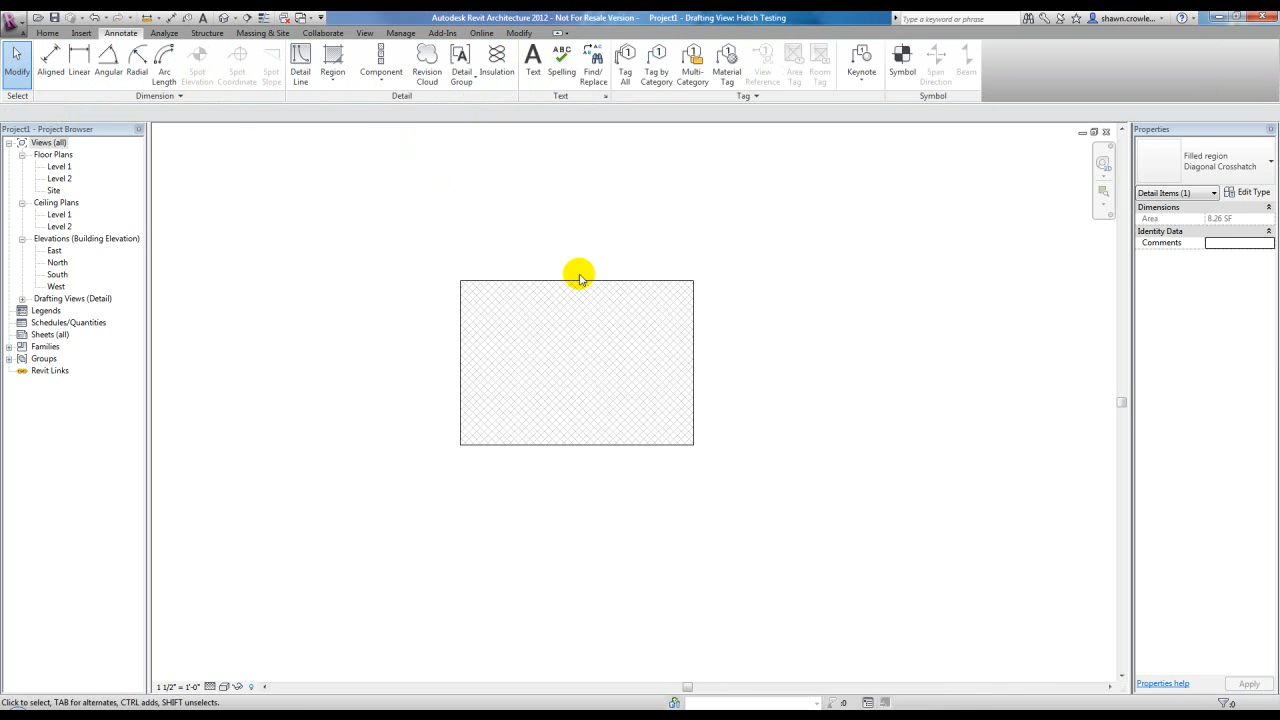 Autodesk Revit Architecture 2012 - Not For Resale Version - Project1 - Drafting View: Hatch Testing
Type a keyword or phrase
shawn.crowle...
Home Insert Annotate Analyze Structure Massing & Site Collaborate View Manage Add-Ins Online Modify
Modify
Aligned
Linear
Angular
Radial
Arc Length
Spot Elevation
Spot Coordinate
Spot Slope
Detail Line
Region
Component
Revision Cloud
Detail Group
Insulation
Text
Spelling
Find/ Replace
Tag All
Tag by Category
Multi- Category
Material Tag
View Reference
Area Tag
Room Tag
Keynote
Symbol
Span Direction
Beam
Select Dimension Detail Text Tag Symbol
Project1 - Project Browser
Views (all)
Floor Plans
Level 1
Level 2
Site
Ceiling Plans
Level 1
Level 2
Elevations (Building Elevation)
East
North
South
West
Drafting Views (Detail)
Legends
Schedules/Quantities
Sheets (all)
Families
Groups
Revit Links
Properties
Filled region
Diagonal Crosshatch
Detail Items (1) Edit Type
Dimensions
Area 8.26 SF
Identity Data
Comments
Properties help Apply
1 1/2" = 1'-0"
Click to select, TAB for alternates, CTRL adds, SHIFT unselects.
:0
:0